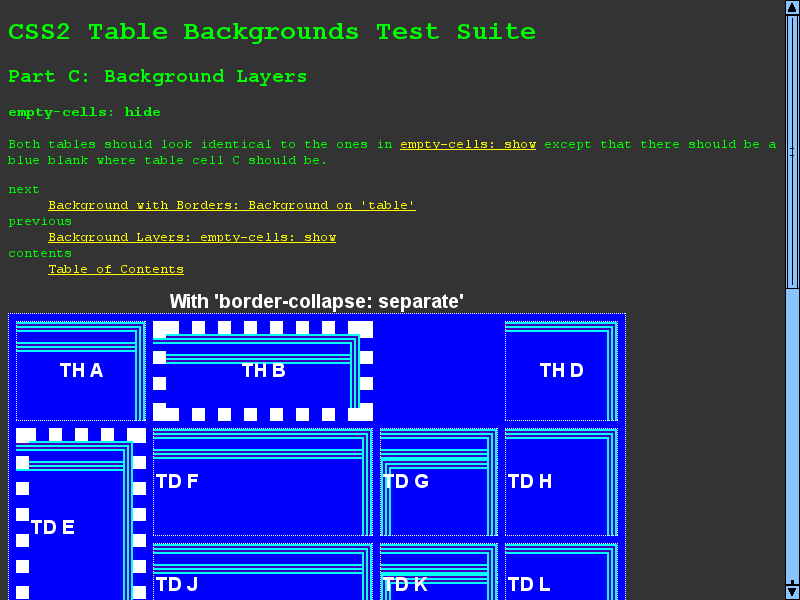 CSS2 Table Backgrounds Test Suite
Part C: Background Layers
empty-cells: hide
Both tables should look identical to the ones in empty-cells: show except that there should be a
blue blank where table cell C should be.
next
Background with Borders: Background on 'table'
previous
Background Layers: empty-cells: show
contents
Table of Contents
With 'border-collapse: separate'
TH A TH B TH D
TD F TD G TD H
TD E
TD J TD K TD L